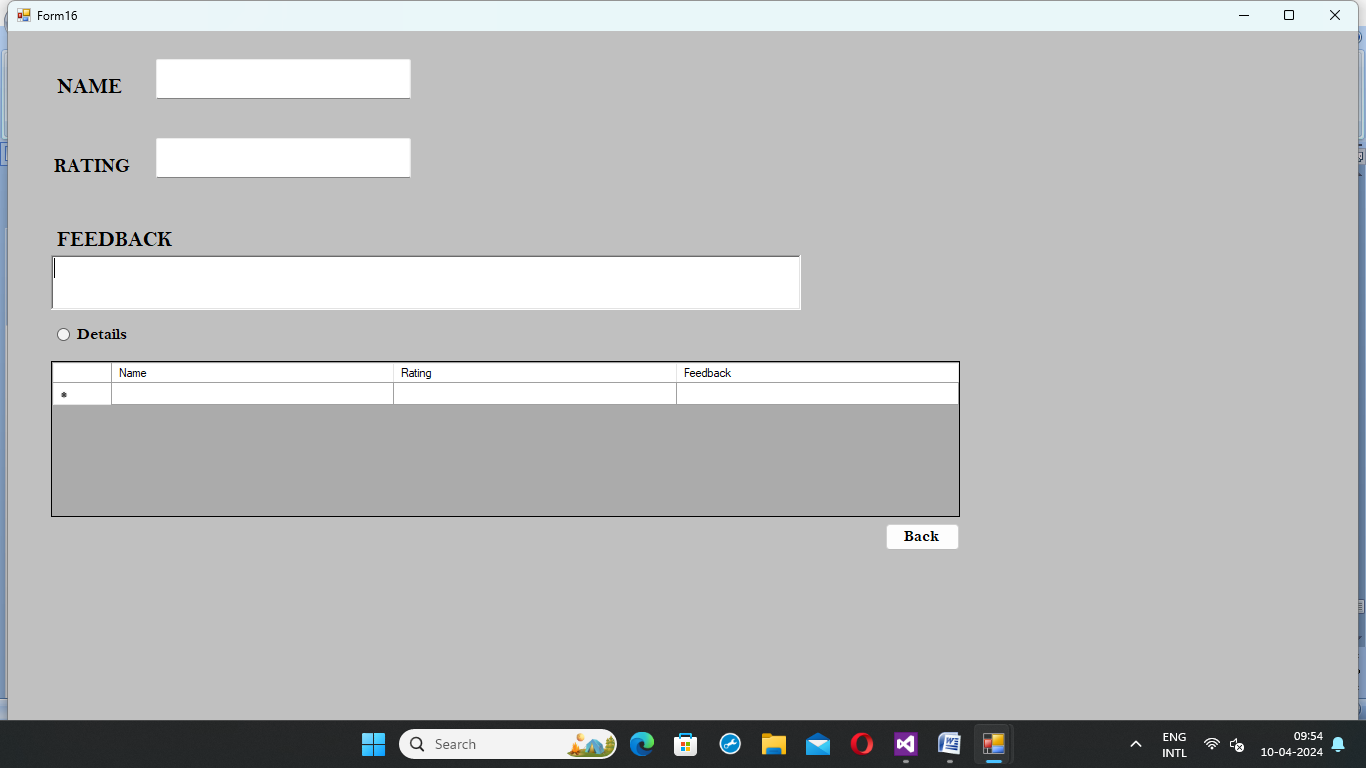 Form16
NAME
RATING
FEEDBACK
Details
Name Rating Feedback
Back
Search
ENG
INTL
09:54
10-04-2024